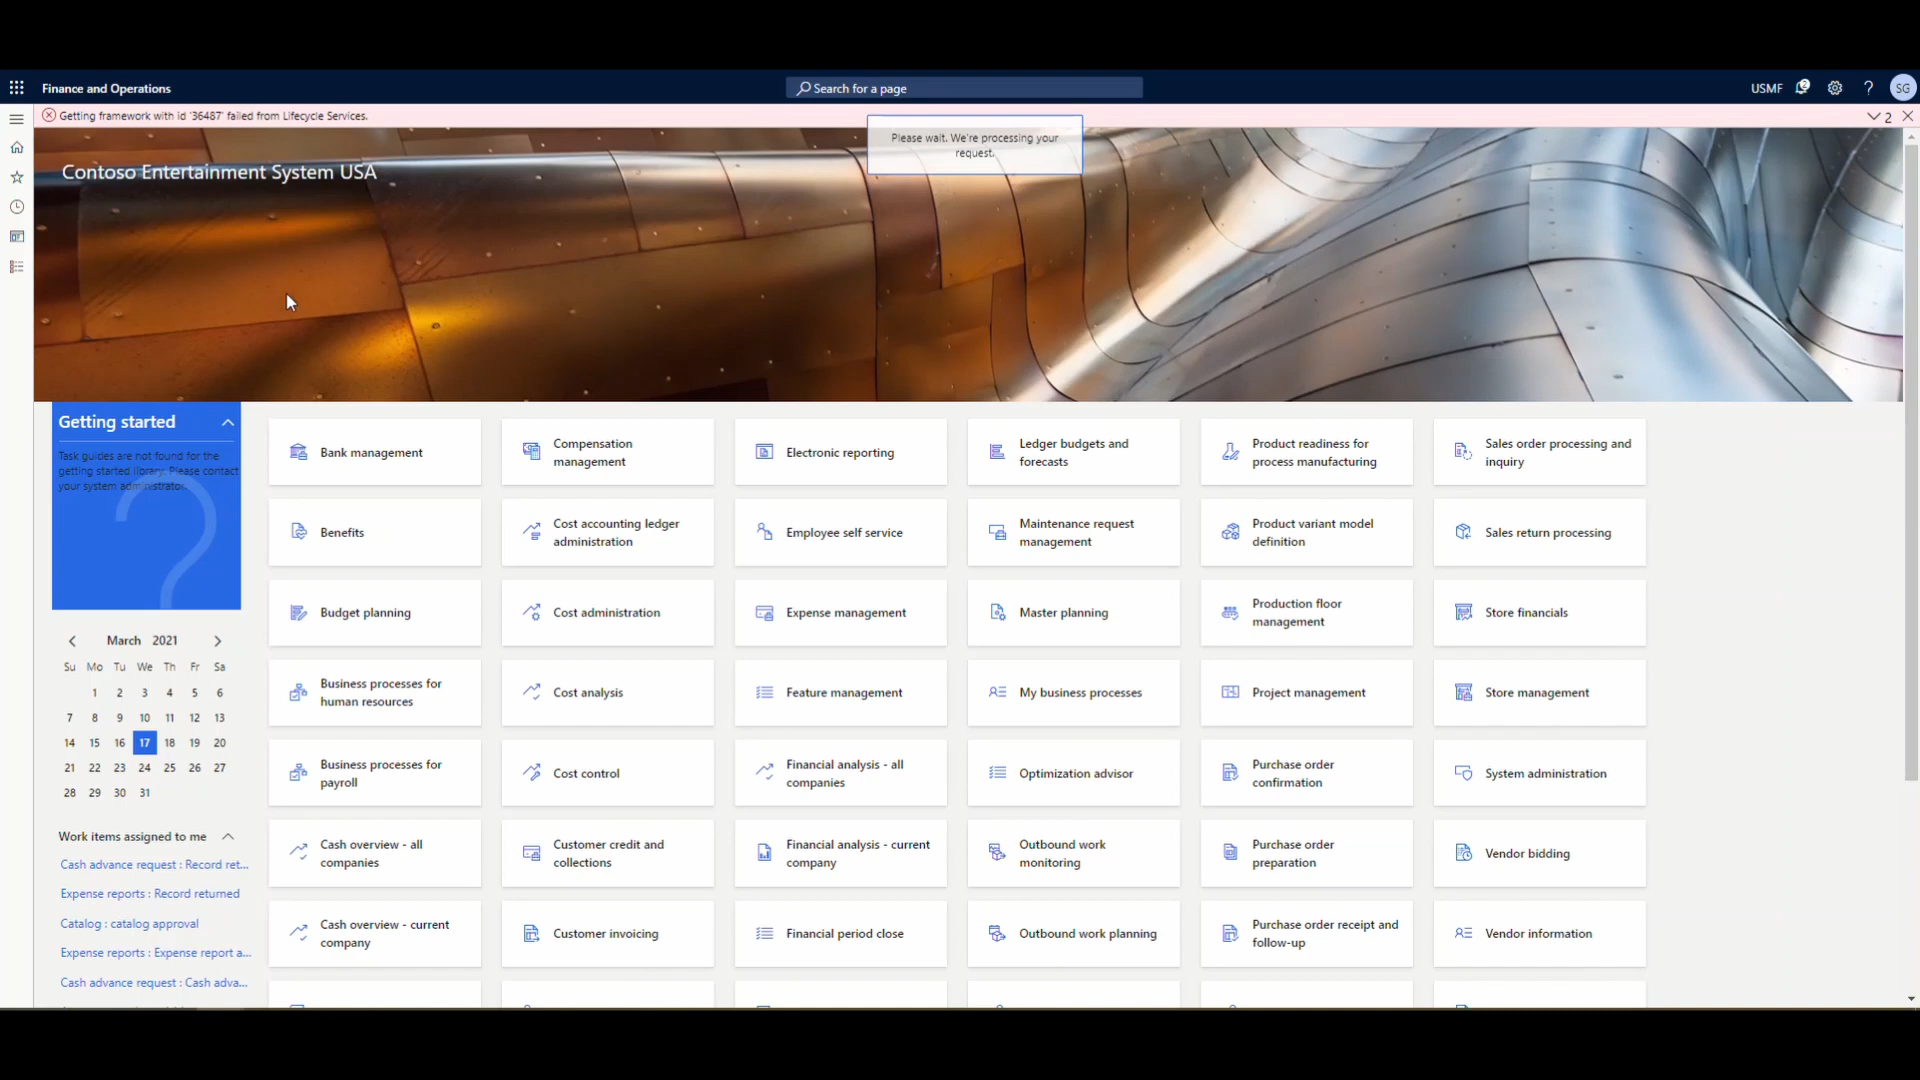 Finance and Operations
Search for a page
USMF
2
?
SG
Getting framework with id '36487' failed from Lifecycle Services.
2
Please wait. We're processing your
request.
Contoso Entertainment System USA
Getting started
Task guides are not found for the
getting started library. Please contact
your system administrator.
March 2021
Su Mo Tu We Th Fr Sa
1 2 3 4 5 6
7 8 9 10 11 12 13
14 15 16 17 18 19 20
21 22 23 24 25 26 27
28 29 30 31
Work items assigned to me
Cash advance request : Record ret...
Expense reports : Record returned
Catalog : catalog approval
Expense reports : Expense report a...
Cash advance request : Cash adva...
Bank management
Compensation
management
Electronic reporting
Ledger budgets and
forecasts
Product readiness for
process manufacturing
Sales order processing and
inquiry
Benefits
Cost accounting ledger
administration
Employee self service
Maintenance request
management
Product variant model
definition
Sales return processing
Budget planning
Cost administration
Expense management
Master planning
Production floor
management
Store financials
Business processes for
human resources
Cost analysis
Feature management
My business processes
Project management
Store management
Business processes for
payroll
Cost control
Financial analysis - all
companies
Optimization advisor
Purchase order
confirmation
System administration
Cash overview - all
companies
Customer credit and
collections
Financial analysis - current
company
Outbound work
monitoring
Purchase order
preparation
Vendor bidding
Cash overview - current
company
Customer invoicing
Financial period close
Outbound work planning
Purchase order receipt and
follow-up
Vendor information